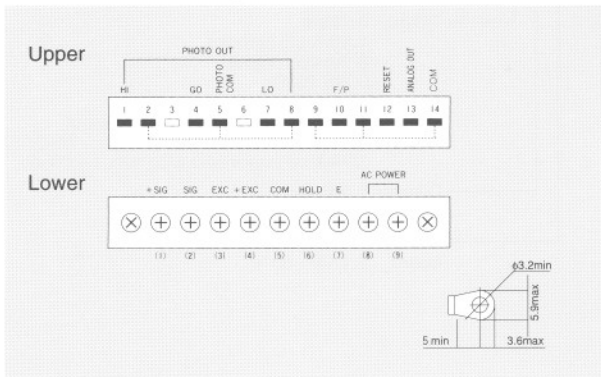 Upper
PHOTO OUT
HI GO PHOTO COM LO F/P RESET ANALOG OUT COM
1 2 3 4 5 6 7 8 9 10 11 12 13 14
Lower
AC POWER
+SIG SIG EXC +EXC COM HOLD E
(1) (2) (3) (4) (5) (6) (7) (8) (9)
φ3.2min
5.9max
5 min 3.6max